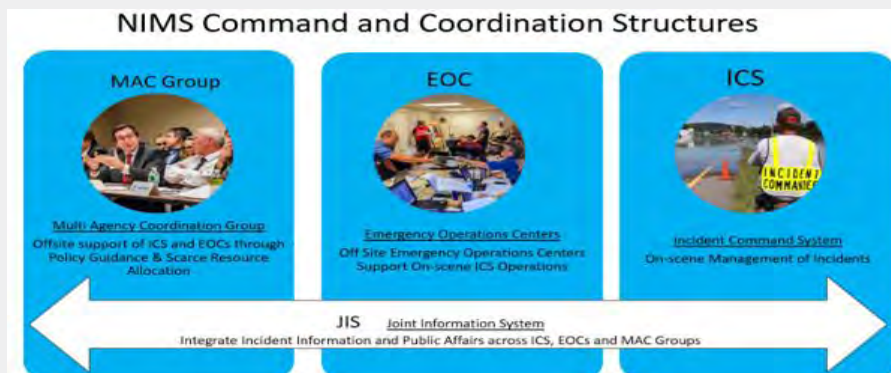 NIMS Command and Coordination Structures
MAC Group
Multi Agency Coordination Group
Offsite support of ICS and EOCs through
Policy Guidance & Scarce Resource
Allocation
EOC
Emergency Operations Centers
Off Site Emergency Operations Centers
Support On-scene ICS Operations
ICS
INCIDENT
COMMANDER
Incident Command System
On-scene Management of Incidents
JIS Joint Information System
Integrate Incident Information and Public Affairs across ICS, EOCs and MAC Groups